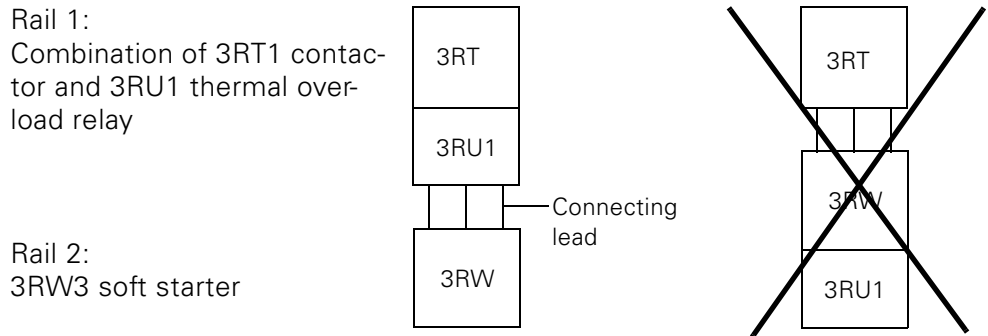 Rail 1:
Combination of 3RT1 contac-
tor and 3RU1 thermal over-
load relay
Rail 2:
3RW3 soft starter
3RT
3RU1
Connecting
lead
3RW
3RT
3RW
3RU1